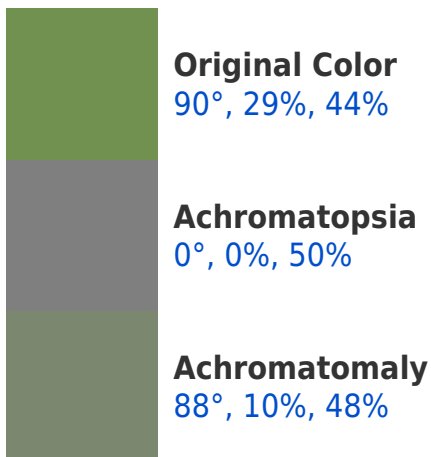 Original Color
90°, 29%, 44%
Achromatopsia
0°, 0%, 50%
Achromatomaly
88°, 10%, 48%